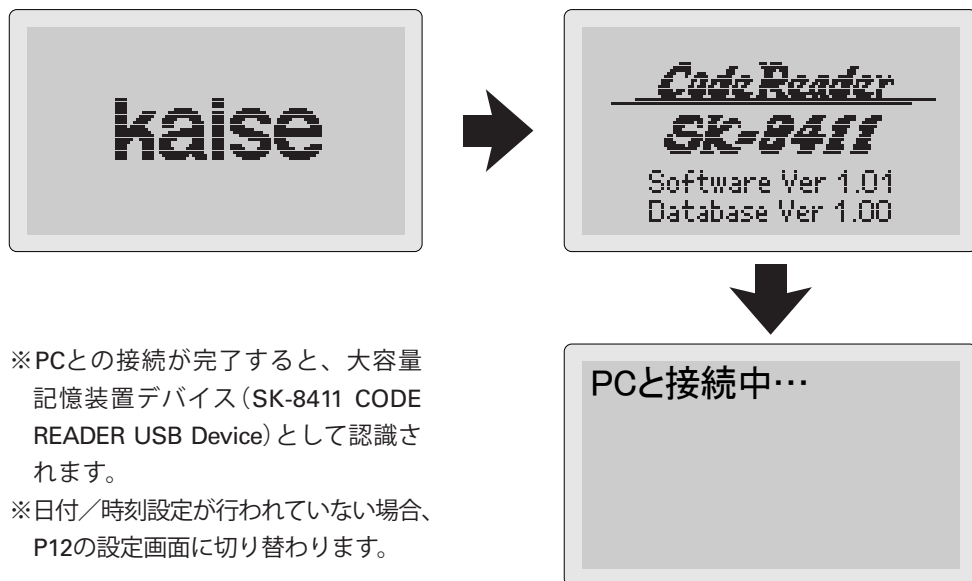 kaise
Code Reader
SK-8411
Software Ver 1.01
Database Ver 1.00
※PCとの接続が完了すると、大容量
記憶装置デバイス（SK-8411 CODE
READER USB Device）として認識さ
れます。
※日付／時刻設定が行われていない場合、
P12の設定画面に切り替わります。
PCと接続中…